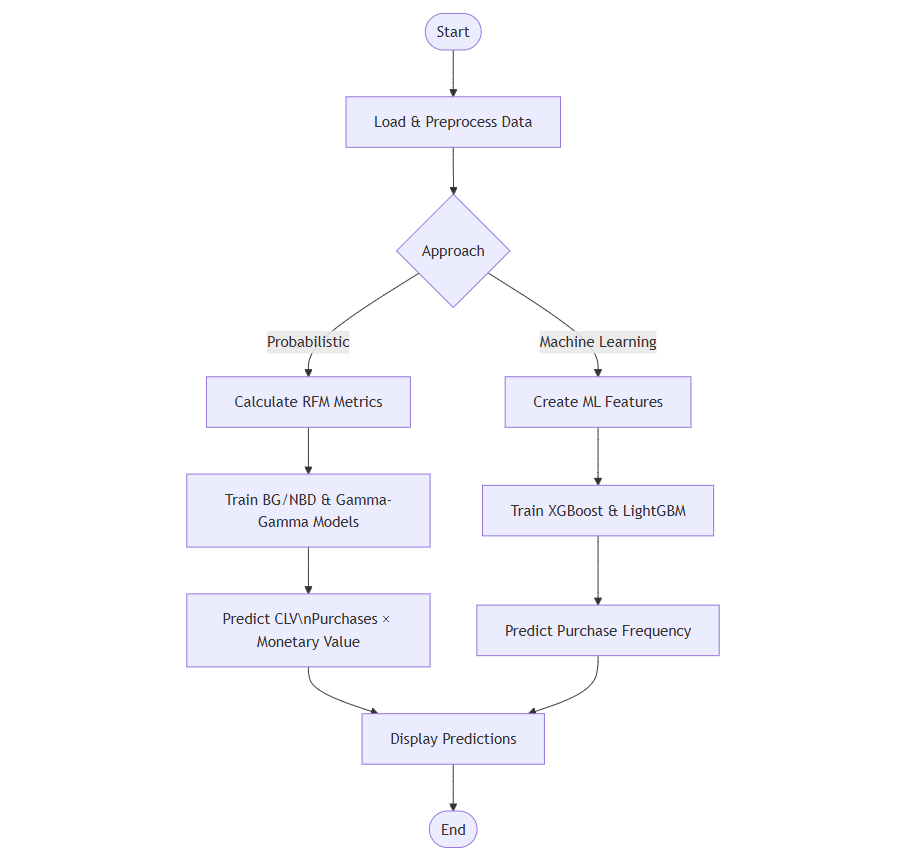 Start
Load & Preprocess Data
Approach
Probabilistic
Machine Learning
Calculate RFM Metrics
Create ML Features
Train BG/NBD & Gamma-
Gamma Models
Train XGBoost & LightGBM
Predict CLV\nPurchases ×
Monetary Value
Predict Purchase Frequency
Display Predictions
End